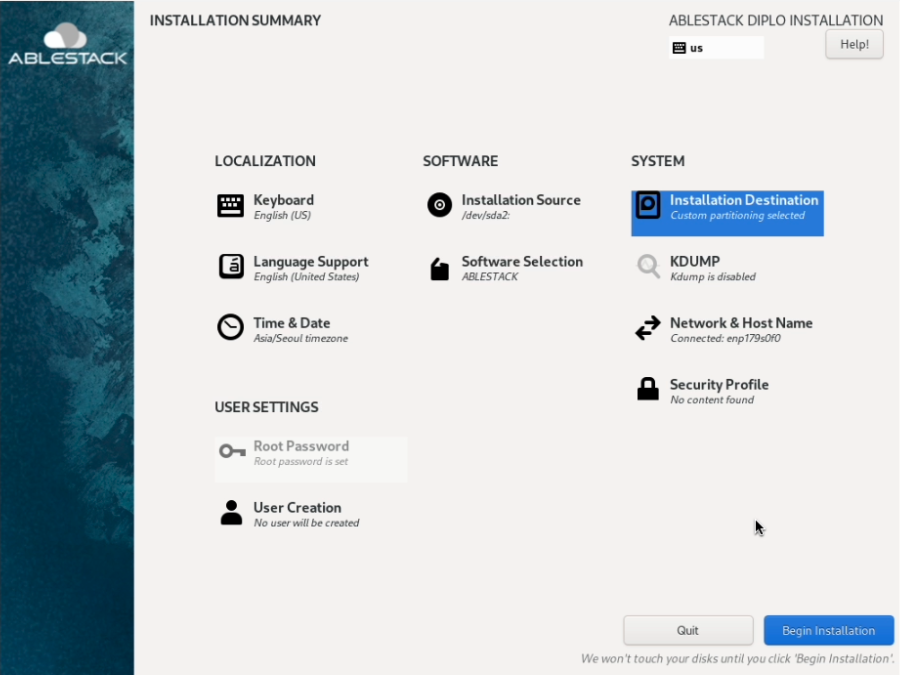 ABLESTACK
INSTALLATION SUMMARY
ABLESTACK DIPLO INSTALLATION
us
Help!
LOCALIZATION
Keyboard
English (US)
Language Support
English (United States)
Time & Date
Asia/Seoul timezone
USER SETTINGS
Root Password
Root password is set
User Creation
No user will be created
SOFTWARE
Installation Source
/dev/sda2:
Software Selection
ABLESTACK
SYSTEM
Installation Destination
Custom partitioning selected
KDUMP
Kdump is disabled
Network & Host Name
Connected: enp179s0f0
Security Profile
No content found
Quit
Begin Installation
We won't touch your disks until you click 'Begin Installation'.